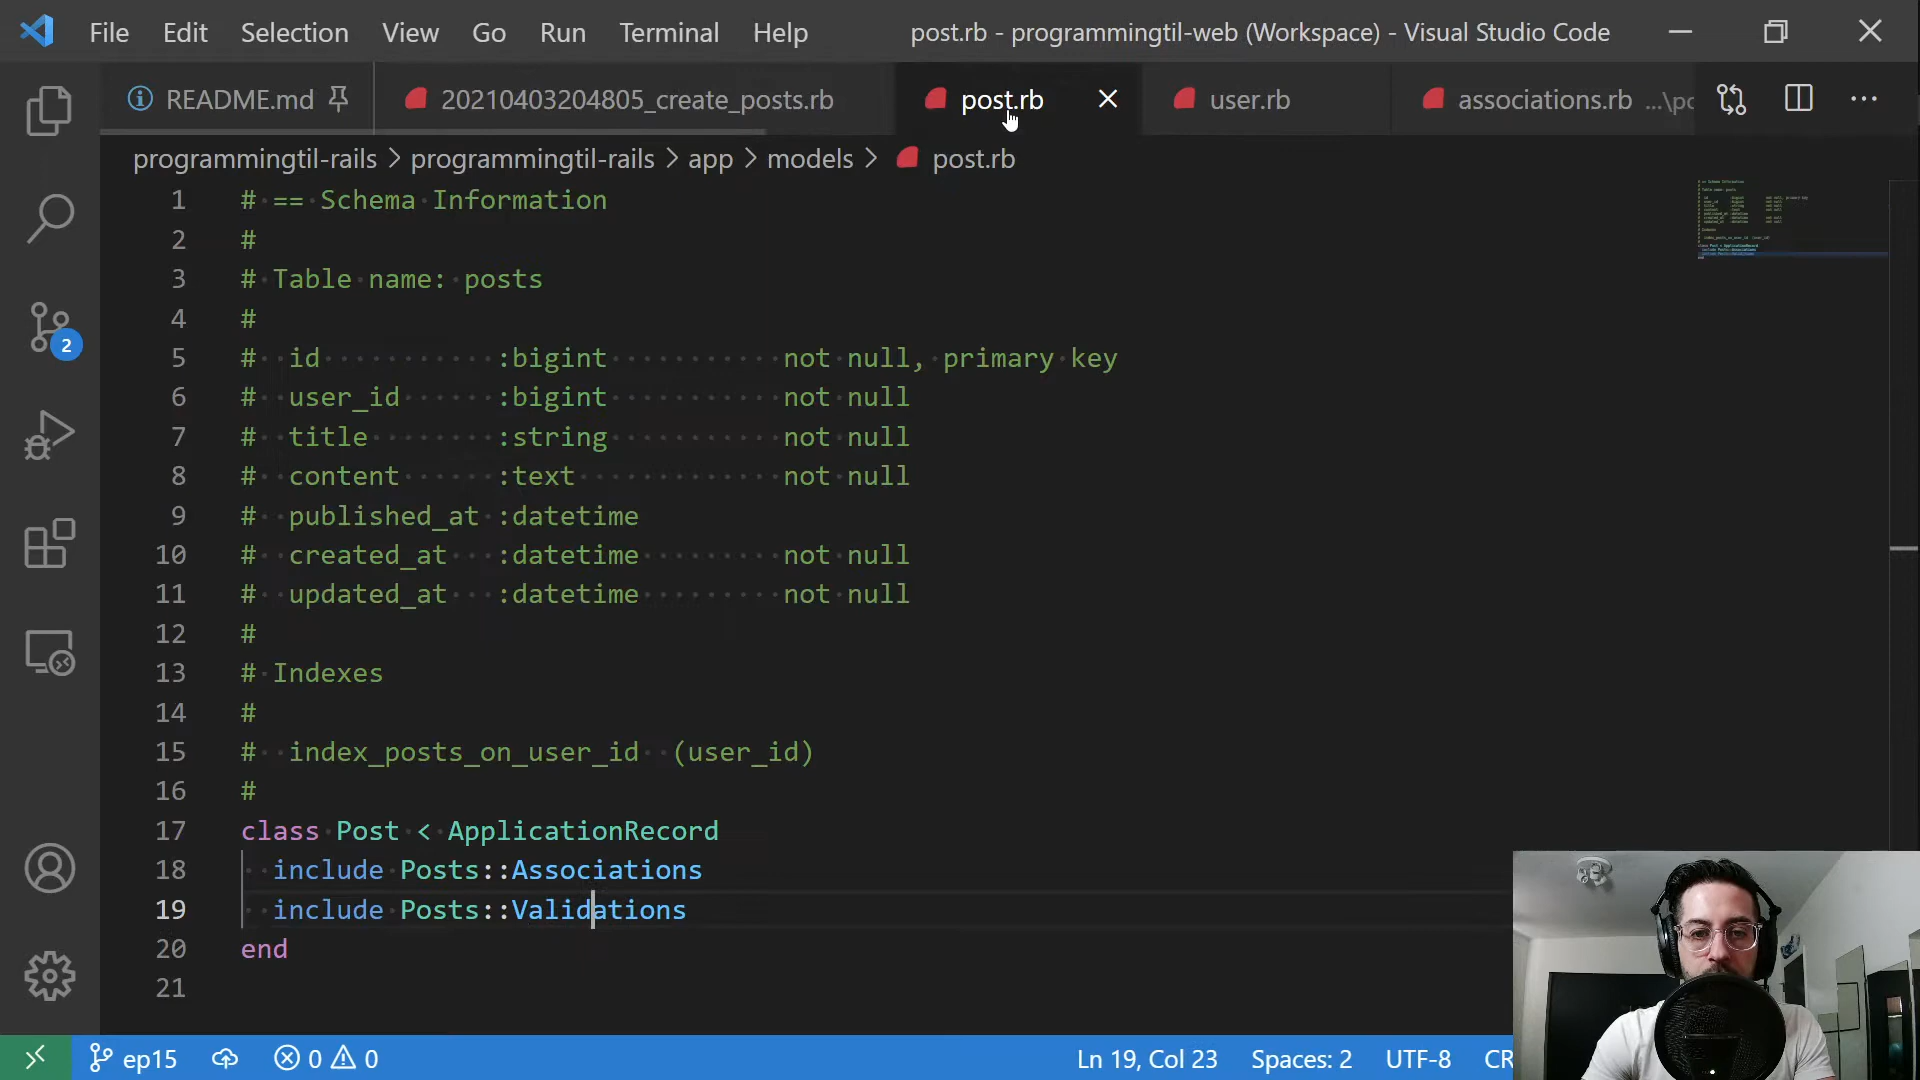 File Edit Selection View Go Run Terminal Help post.rb - programmingtil-web (Workspace) - Visual Studio Code
README.md 20210403204805_create_posts.rb post.rb user.rb associations.rb ...\po
programmingtil-rails > programmingtil-rails > app > models > post.rb
1 # == Schema Information
2 #
3 # Table name: posts
4 #
5 # id :bigint not null, primary key
6 # user_id :bigint not null
7 # title :string not null
8 # content :text not null
9 # published_at :datetime
10 # created_at :datetime not null
11 # updated_at :datetime not null
12 #
13 # Indexes
14 #
15 # index_posts_on_user_id (user_id)
16 #
17 class Post < ApplicationRecord
18 include Posts::Associations
19 include Posts::Validations
20 end
21
2
ep15 0 0 Ln 19, Col 23 Spaces: 2 UTF-8 CR